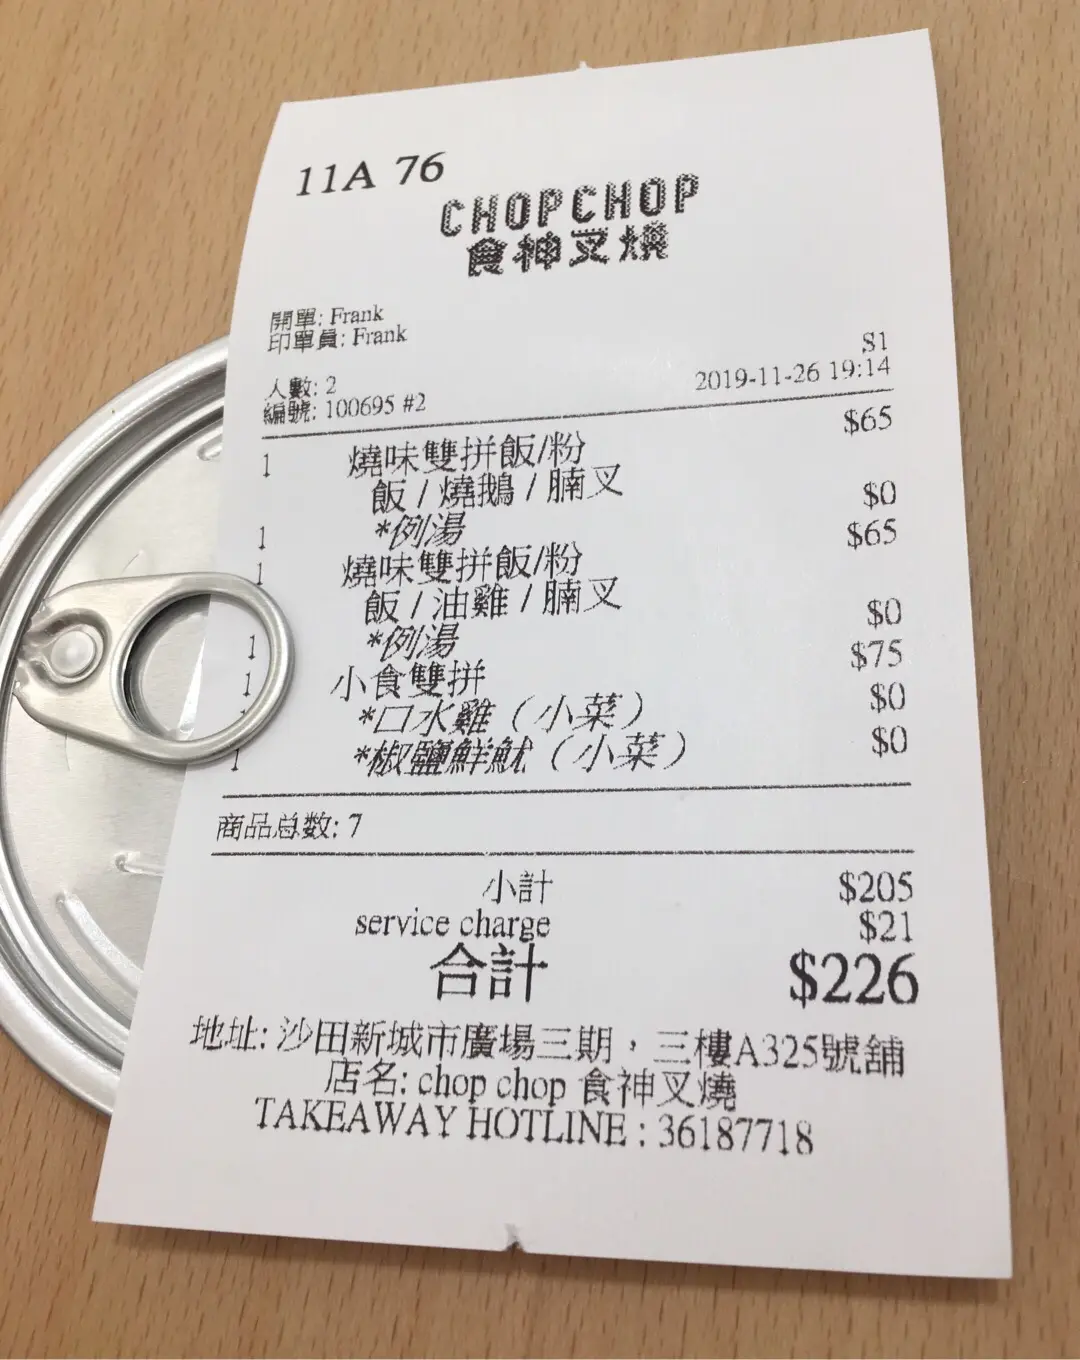 11A 76
CHOPCHOP
食神叉燒
開單: Frank
印單員: Frank
S1
人數: 2
2019-11-26 19:14
編號: 100695 #2
1 燒味雙拼飯/粉 $65
飯 / 燒鵝 / 腩叉
1 *例湯 $0
1 燒味雙拼飯/粉 $65
飯 / 油雞 / 腩叉
1 *例湯 $0
1 小食雙拼 $75
*口水雞（小菜） $0
1 *椒鹽鮮魷（小菜） $0
商品总数: 7
小計 $205
service charge $21
合計 $226
地址: 沙田新城市廣場三期，三樓A325號舖
店名: chop chop 食神叉燒
TAKEAWAY HOTLINE : 36187718